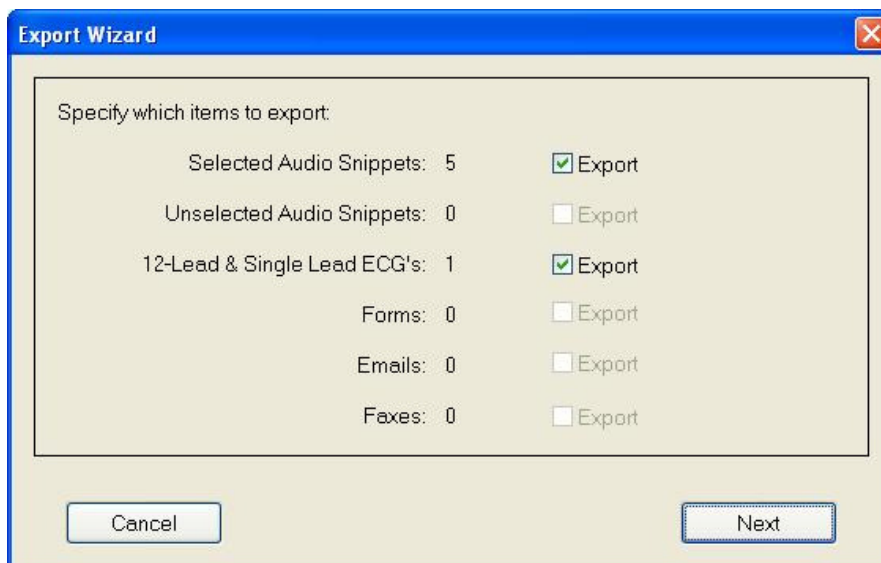 Export Wizard
Specify which items to export:
Selected Audio Snippets: 5 Export
Unselected Audio Snippets: 0 Export
12-Lead & Single Lead ECG's: 1 Export
Forms: 0 Export
Emails: 0 Export
Faxes: 0 Export
Cancel Next